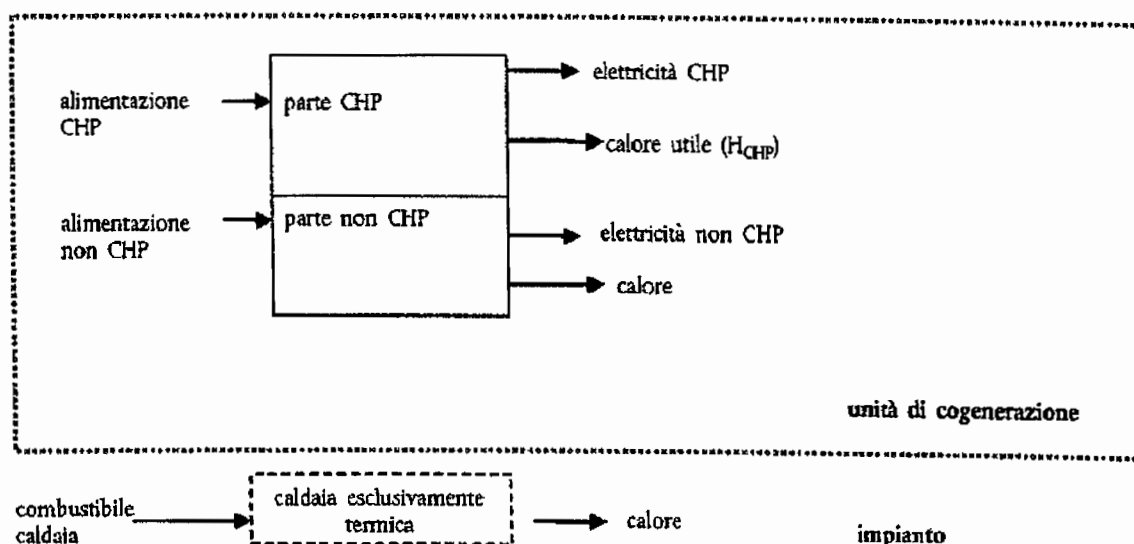 elettricità CHP
alimentazione
CHP
parte CHP
calore utile (H_CHP)
alimentazione
non CHP
parte non CHP
elettricità non CHP
calore
unità di cogenerazione
combustibile
caldaia
caldaia esclusivamente
termica
calore
impianto